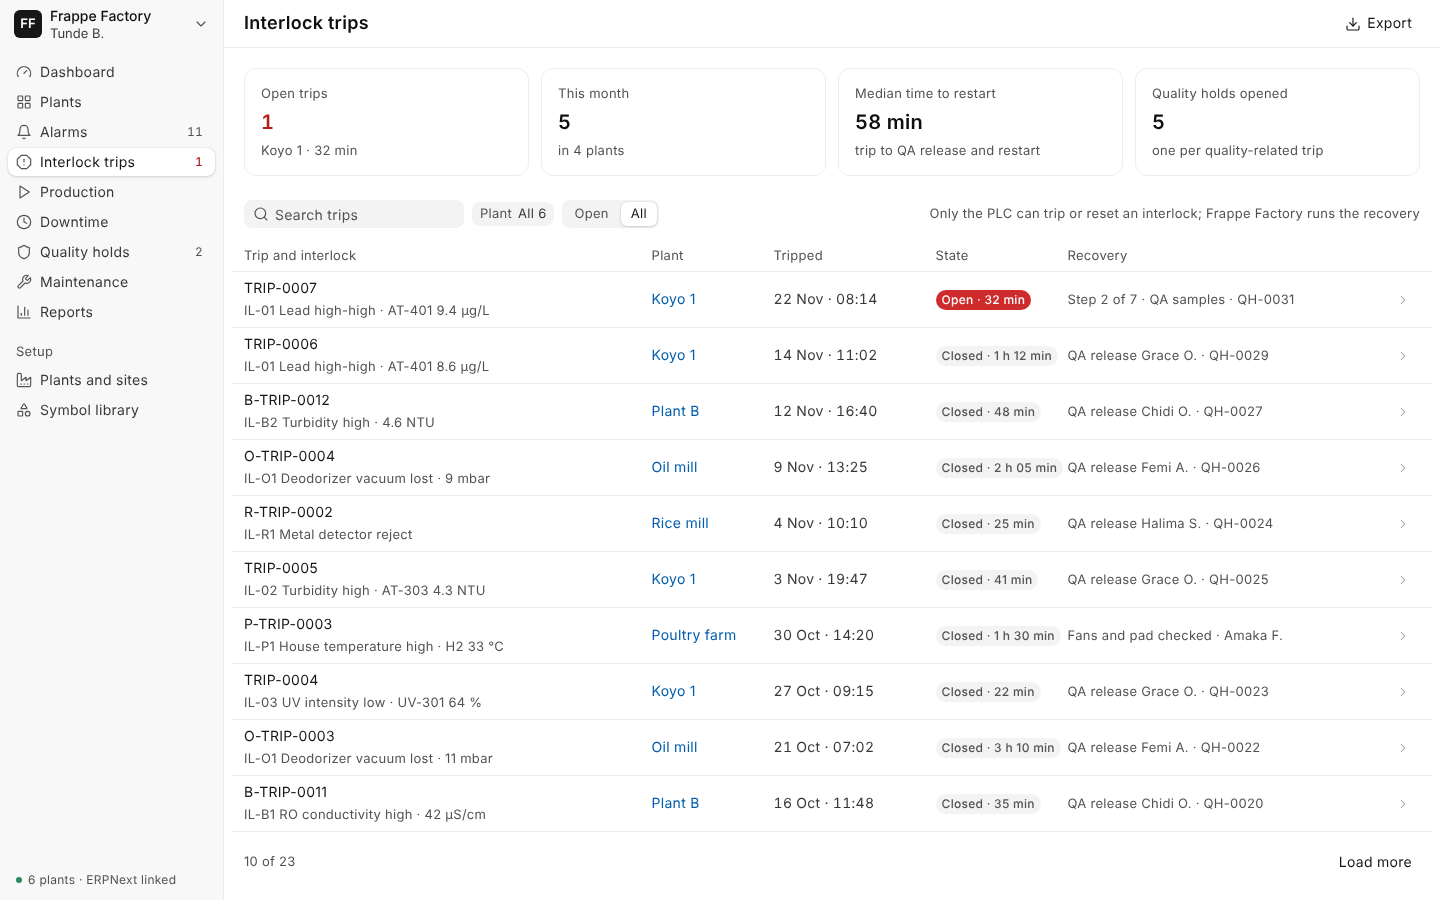 FF
Frappe Factory
Tunde B.
Dashboard
Plants
Alarms 11
Interlock trips 1
Production
Downtime
Quality holds 2
Maintenance
Reports
Setup
Plants and sites
Symbol library
6 plants · ERPNext linked
Interlock trips
Export
Open trips
1
Koyo 1 · 32 min
This month
5
in 4 plants
Median time to restart
58 min
trip to QA release and restart
Quality holds opened
5
one per quality-related trip
Search trips
Plant All 6
Open All
Only the PLC can trip or reset an interlock; Frappe Factory runs the recovery
Trip and interlock Plant Tripped State Recovery
TRIP-0007
IL-01 Lead high-high · AT-401 9.4 µg/L
Koyo 1 22 Nov · 08:14 Open · 32 min Step 2 of 7 · QA samples · QH-0031
TRIP-0006
IL-01 Lead high-high · AT-401 8.6 µg/L
Koyo 1 14 Nov · 11:02 Closed · 1 h 12 min QA release Grace O. · QH-0029
B-TRIP-0012
IL-B2 Turbidity high · 4.6 NTU
Plant B 12 Nov · 16:40 Closed · 48 min QA release Chidi O. · QH-0027
O-TRIP-0004
IL-O1 Deodorizer vacuum lost · 9 mbar
Oil mill 9 Nov · 13:25 Closed · 2 h 05 min QA release Femi A. · QH-0026
R-TRIP-0002
IL-R1 Metal detector reject
Rice mill 4 Nov · 10:10 Closed · 25 min QA release Halima S. · QH-0024
TRIP-0005
IL-02 Turbidity high · AT-303 4.3 NTU
Koyo 1 3 Nov · 19:47 Closed · 41 min QA release Grace O. · QH-0025
P-TRIP-0003
IL-P1 House temperature high · H2 33 °C
Poultry farm 30 Oct · 14:20 Closed · 1 h 30 min Fans and pad checked · Amaka F.
TRIP-0004
IL-03 UV intensity low · UV-301 64 %
Koyo 1 27 Oct · 09:15 Closed · 22 min QA release Grace O. · QH-0023
O-TRIP-0003
IL-O1 Deodorizer vacuum lost · 11 mbar
Oil mill 21 Oct · 07:02 Closed · 3 h 10 min QA release Femi A. · QH-0022
B-TRIP-0011
IL-B1 RO conductivity high · 42 µS/cm
Plant B 16 Oct · 11:48 Closed · 35 min QA release Chidi O. · QH-0020
10 of 23
Load more